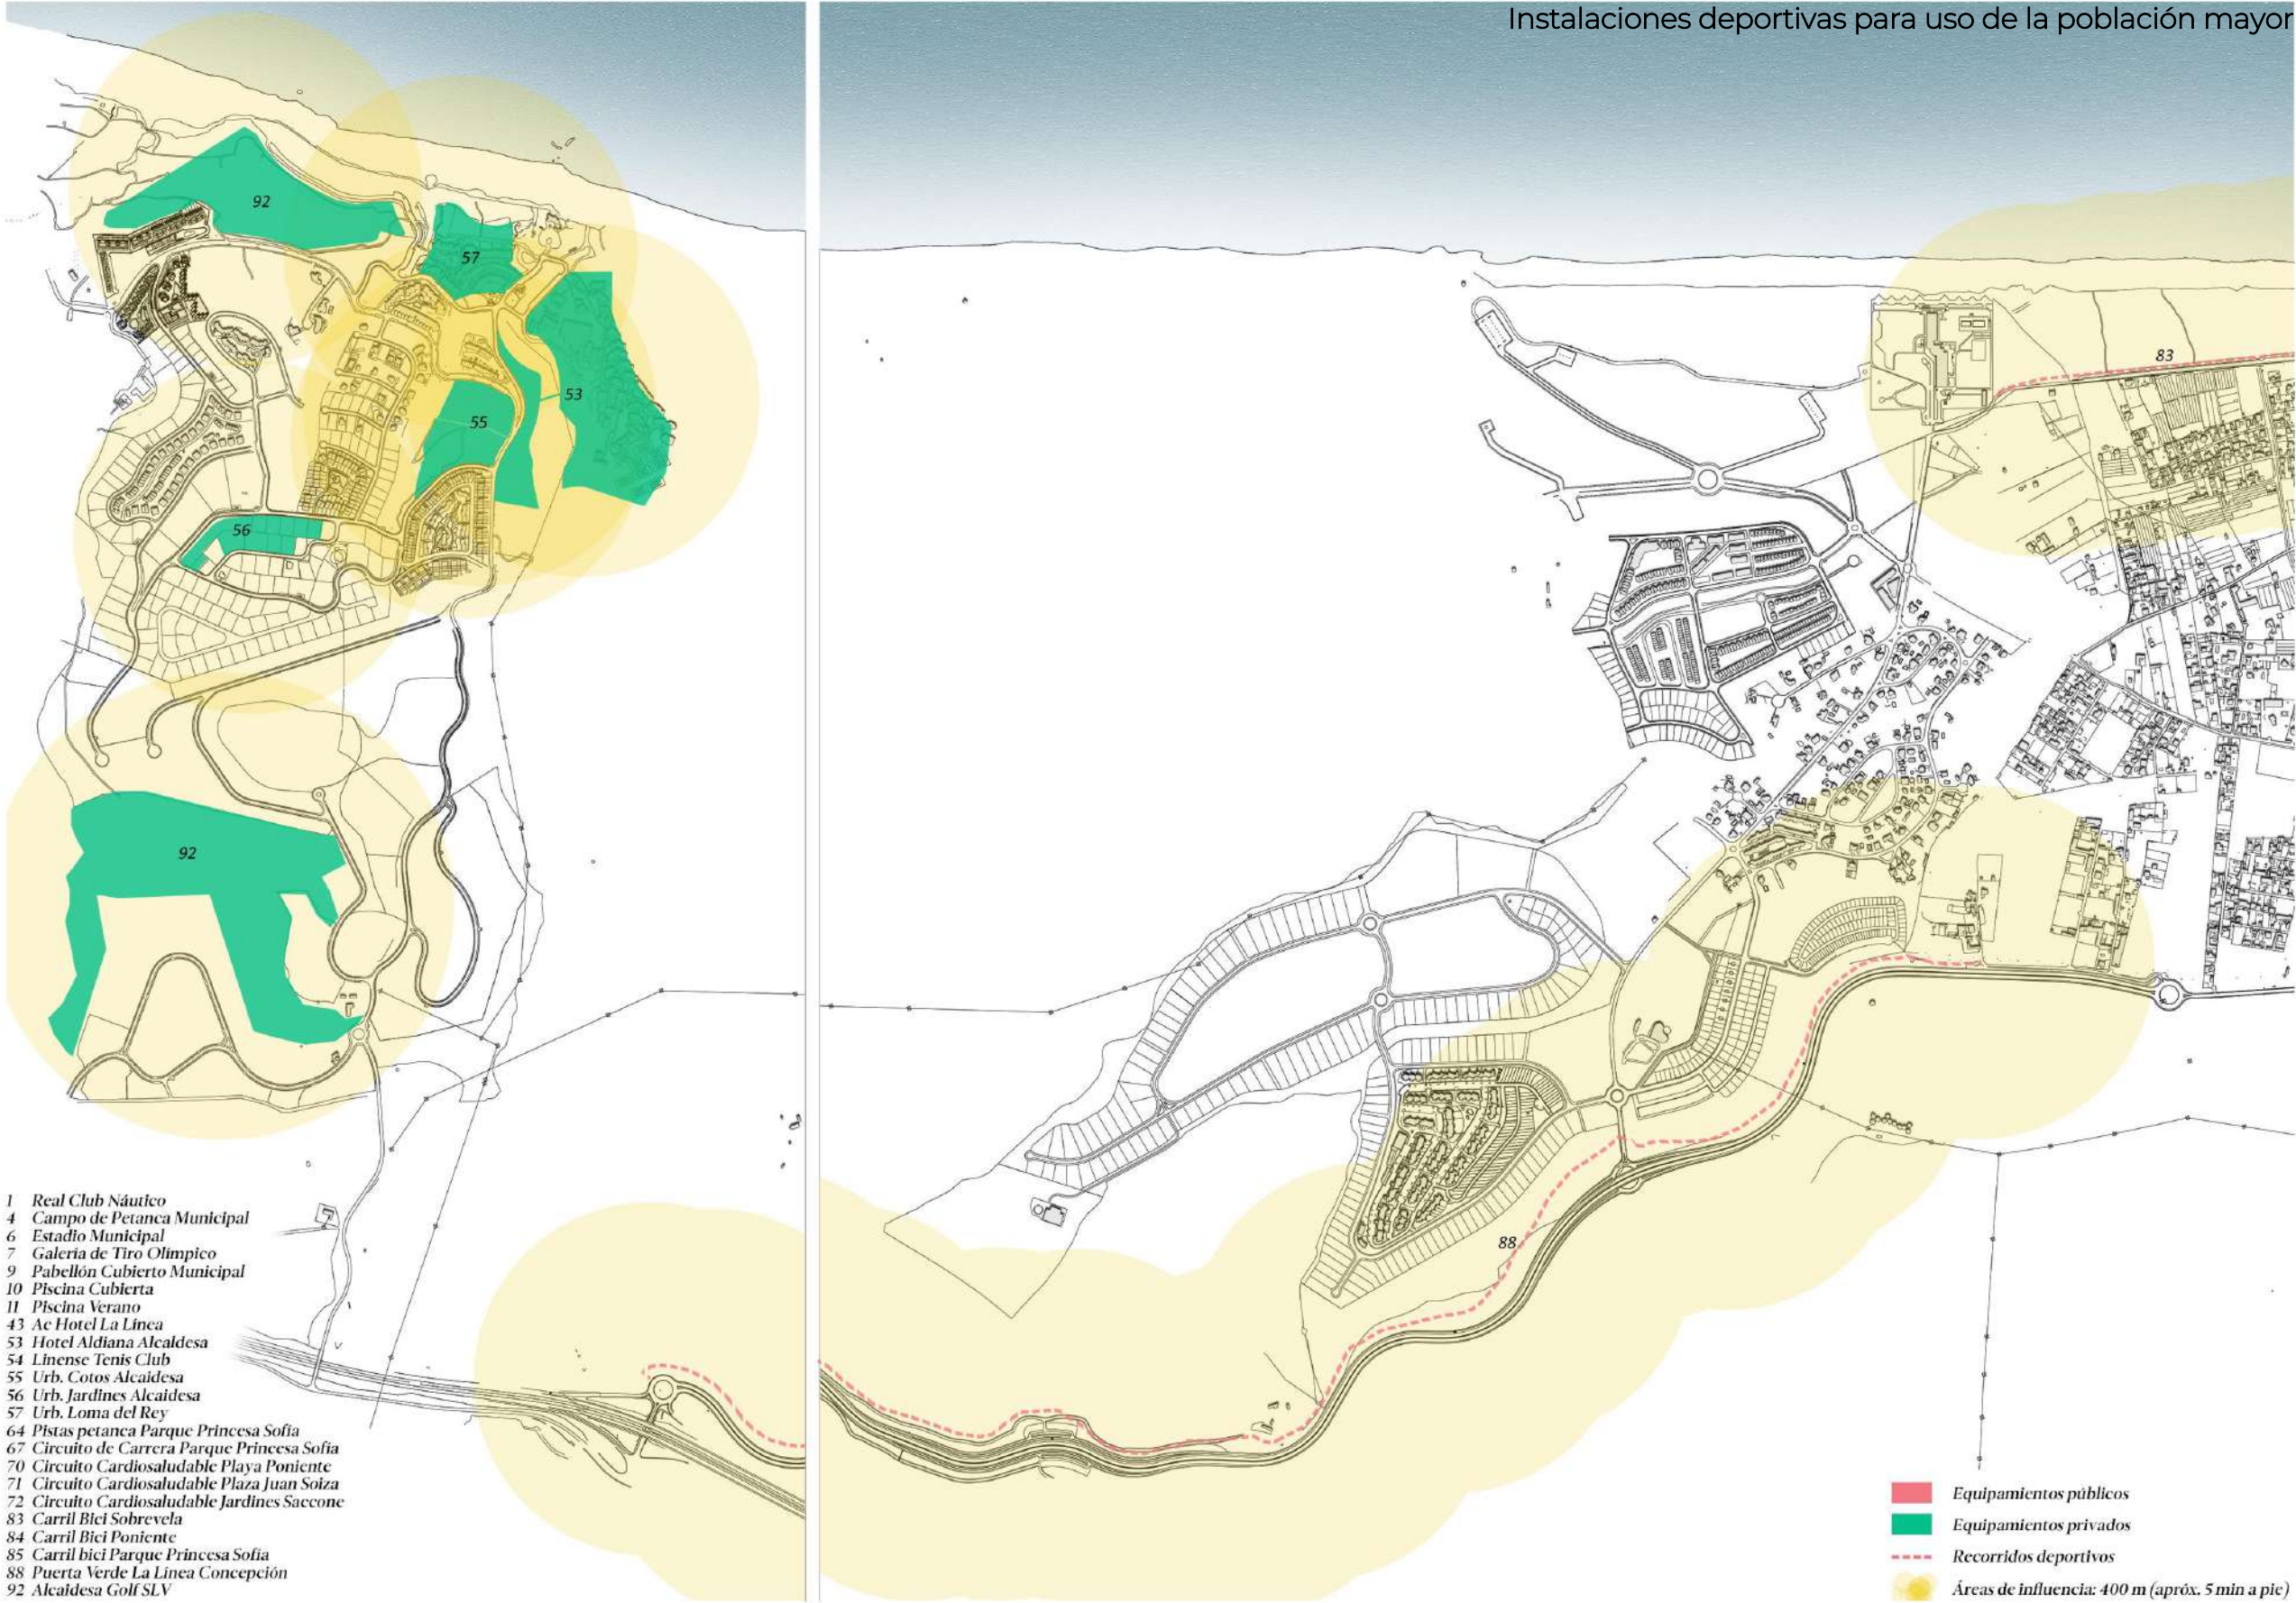 Instalaciones deportivas para uso de la población mayor
92
57
53
55
56
92
83
88
1 Real Club Náutico
4 Campo de Petanca Municipal
6 Estadio Municipal
7 Galería de Tiro Olímpico
9 Pabellón Cubierto Municipal
10 Piscina Cubierta
11 Piscina Verano
43 Ac Hotel La Línea
53 Hotel Aldiana Alcaldesa
54 Linense Tenis Club
55 Urb. Cotos Alcaidesa
56 Urb. Jardines Alcaidesa
57 Urb. Loma del Rey
64 Pistas petanca Parque Princesa Sofía
67 Circuito de Carrera Parque Princesa Sofía
70 Circuito Cardiosaludable Playa Poniente
71 Circuito Cardiosaludable Plaza Juan Soiza
72 Circuito Cardiosaludable Jardines Saccone
83 Carril Bici Sobrevela
84 Carril Bici Poniente
85 Carril bici Parque Princesa Sofía
88 Puerta Verde La Línea Concepción
92 Alcaidesa Golf SLV
Equipamientos públicos
Equipamientos privados
Recorridos deportivos
Áreas de influencia: 400 m (apróx. 5 min a pie)